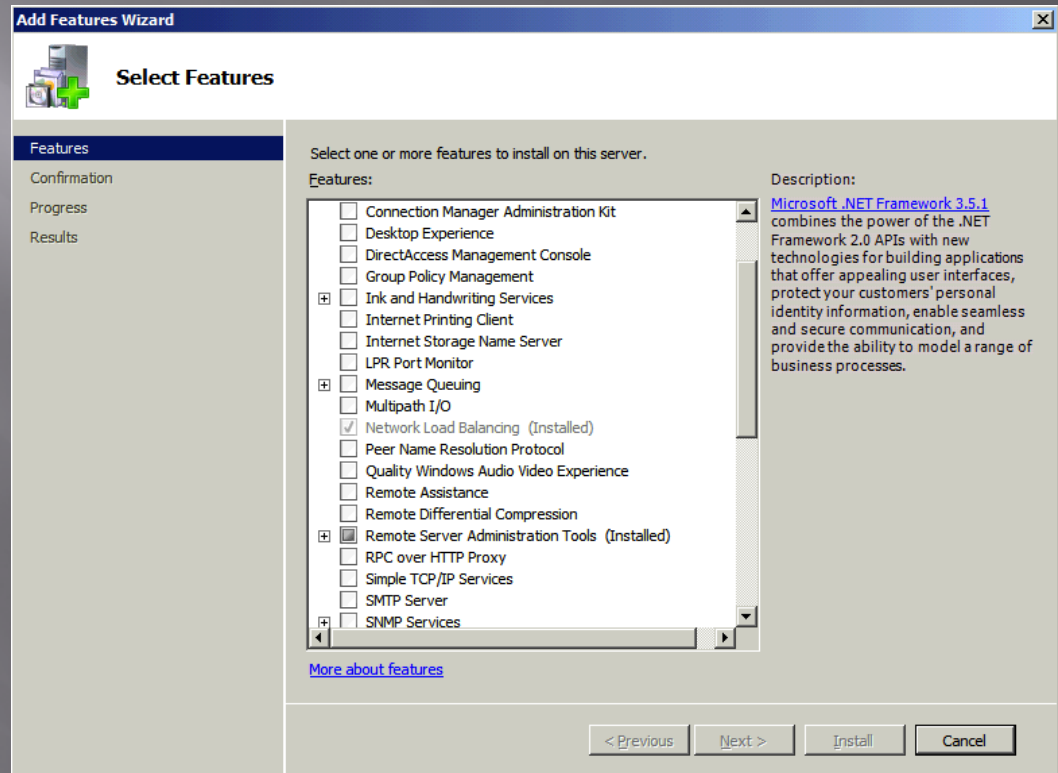 Add Features Wizard
Select Features
Features
Confirmation
Progress
Results
Select one or more features to install on this server.
Features:
Connection Manager Administration Kit
Desktop Experience
DirectAccess Management Console
Group Policy Management
Ink and Handwriting Services
Internet Printing Client
Internet Storage Name Server
LPR Port Monitor
Message Queuing
Multipath I/O
Network Load Balancing (Installed)
Peer Name Resolution Protocol
Quality Windows Audio Video Experience
Remote Assistance
Remote Differential Compression
Remote Server Administration Tools (Installed)
RPC over HTTP Proxy
Simple TCP/IP Services
SMTP Server
SNMP Services
More about features
Description:
Microsoft .NET Framework 3.5.1
combines the power of the .NET
Framework 2.0 APIs with new
technologies for building applications
that offer appealing user interfaces,
protect your customers' personal
identity information, enable seamless
and secure communication, and
provide the ability to model a range of
business processes.
< Previous
Next >
Install
Cancel